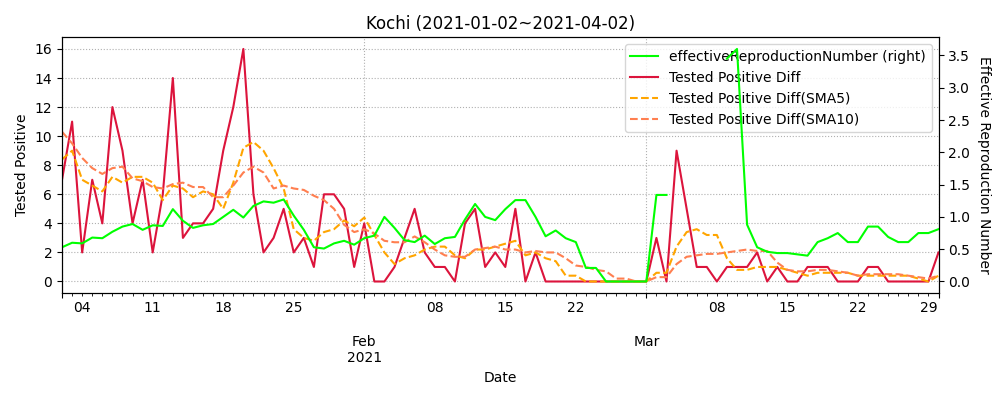 Kochi (2021-01-02~2021-04-02)
effectiveReproductionNumber (right)
Tested Positive Diff
Tested Positive Diff(SMA5)
Tested Positive Diff(SMA10)
Tested Positive
16
14
12
10
8
6
4
2
0
Effective Reproduction Number
3.5
3.0
2.5
2.0
1.5
1.0
0.5
0.0
04 11 18 25 08 15 22 08 15 22 29
Feb Mar
2021
Date